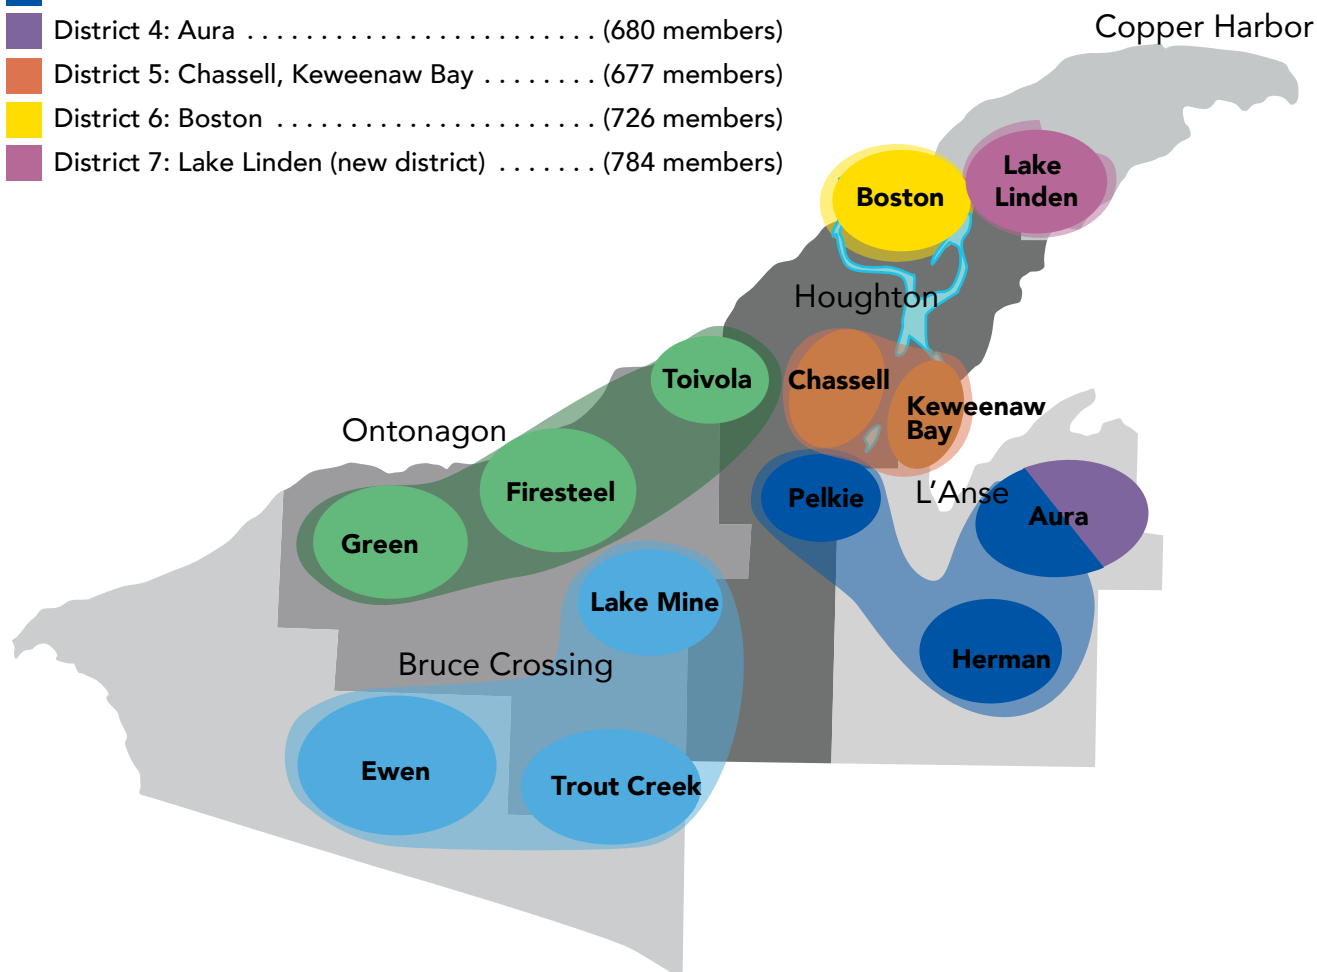 District 4: Aura ........................ (680 members)
District 5: Chassell, Keweenaw Bay ........ (677 members)
District 6: Boston ...................... (726 members)
District 7: Lake Linden (new district) ....... (784 members)
Copper Harbor
Lake
Linden
Boston
Houghton
Toivola
Chassell
Keweenaw
Bay
Ontonagon
Firesteel
Pelkie
L'Anse
Aura
Green
Lake Mine
Herman
Bruce Crossing
Ewen
Trout Creek